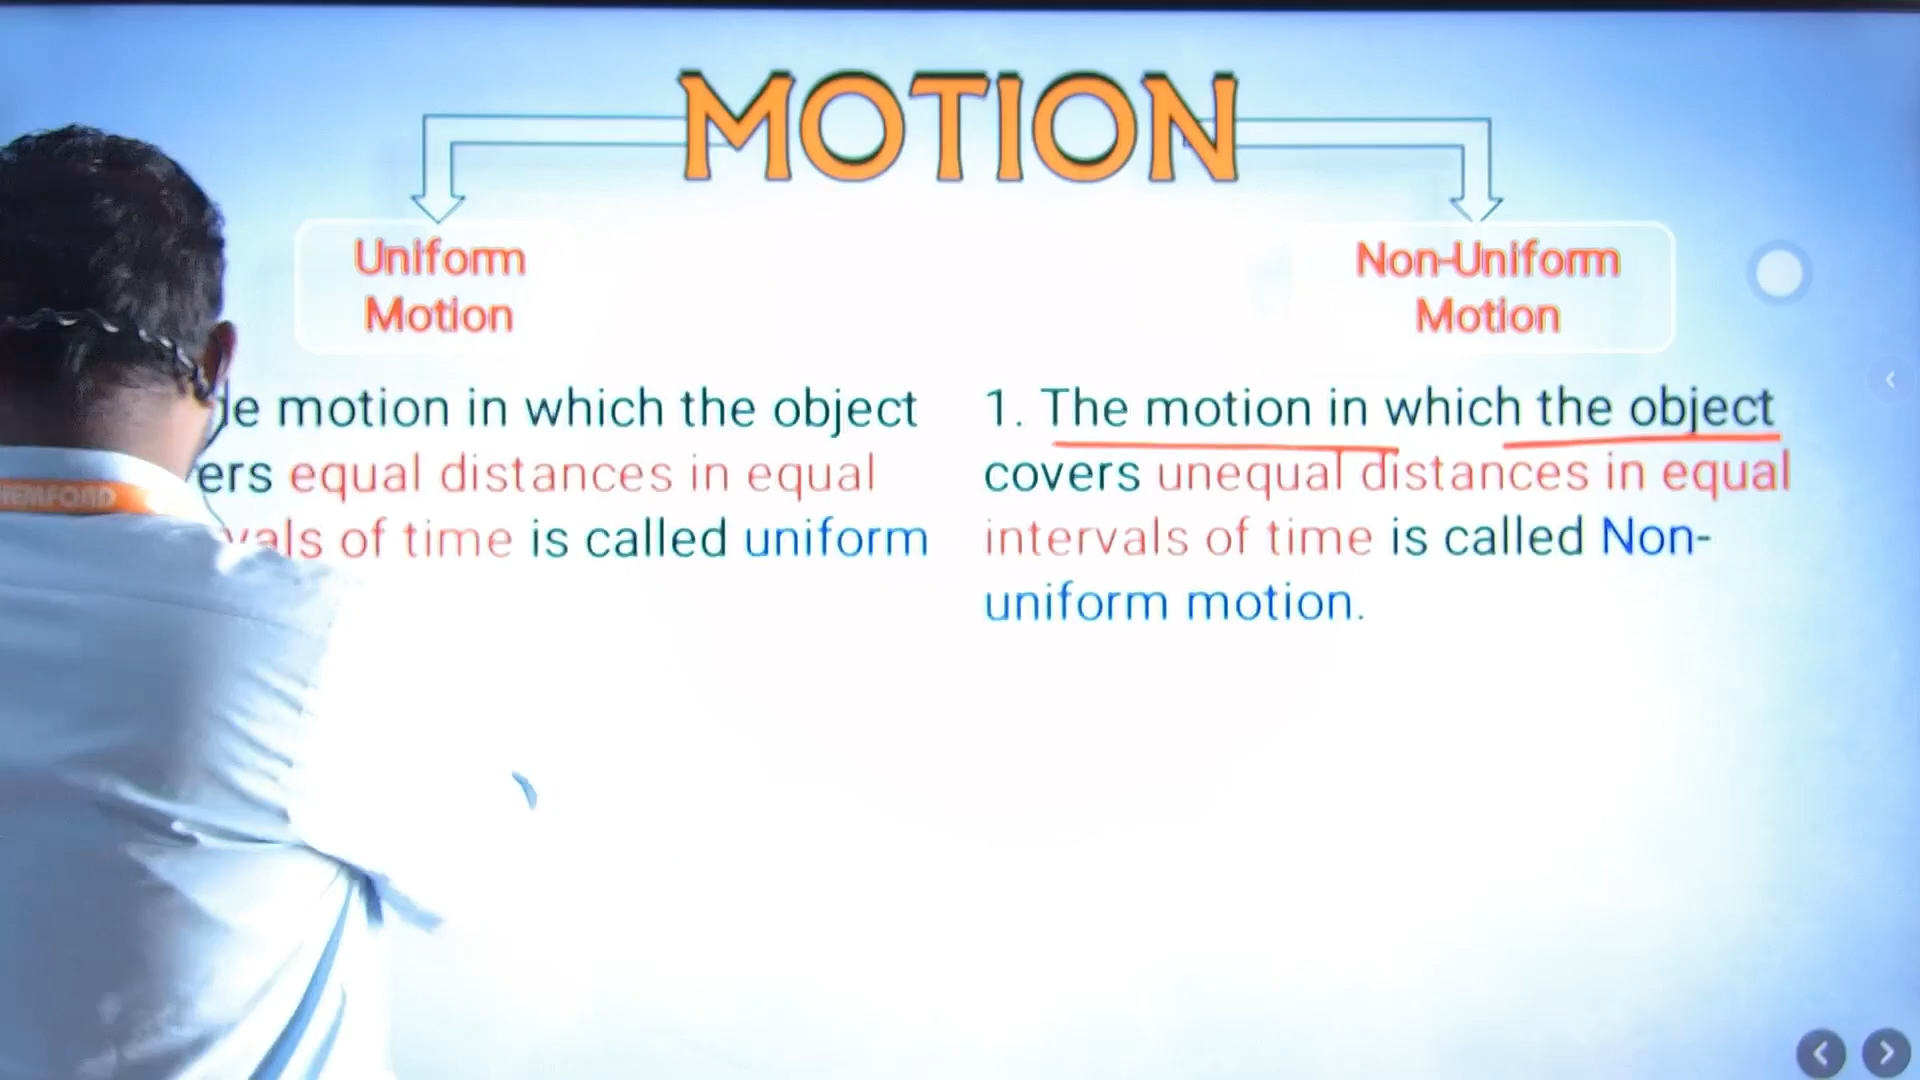 MOTION
Uniform
Motion
Non-Uniform
Motion
motion in which the object
equal distances in equal
of time is called uniform
1. The motion in which the object
covers unequal distances in equal
intervals of time is called Non-
uniform motion.